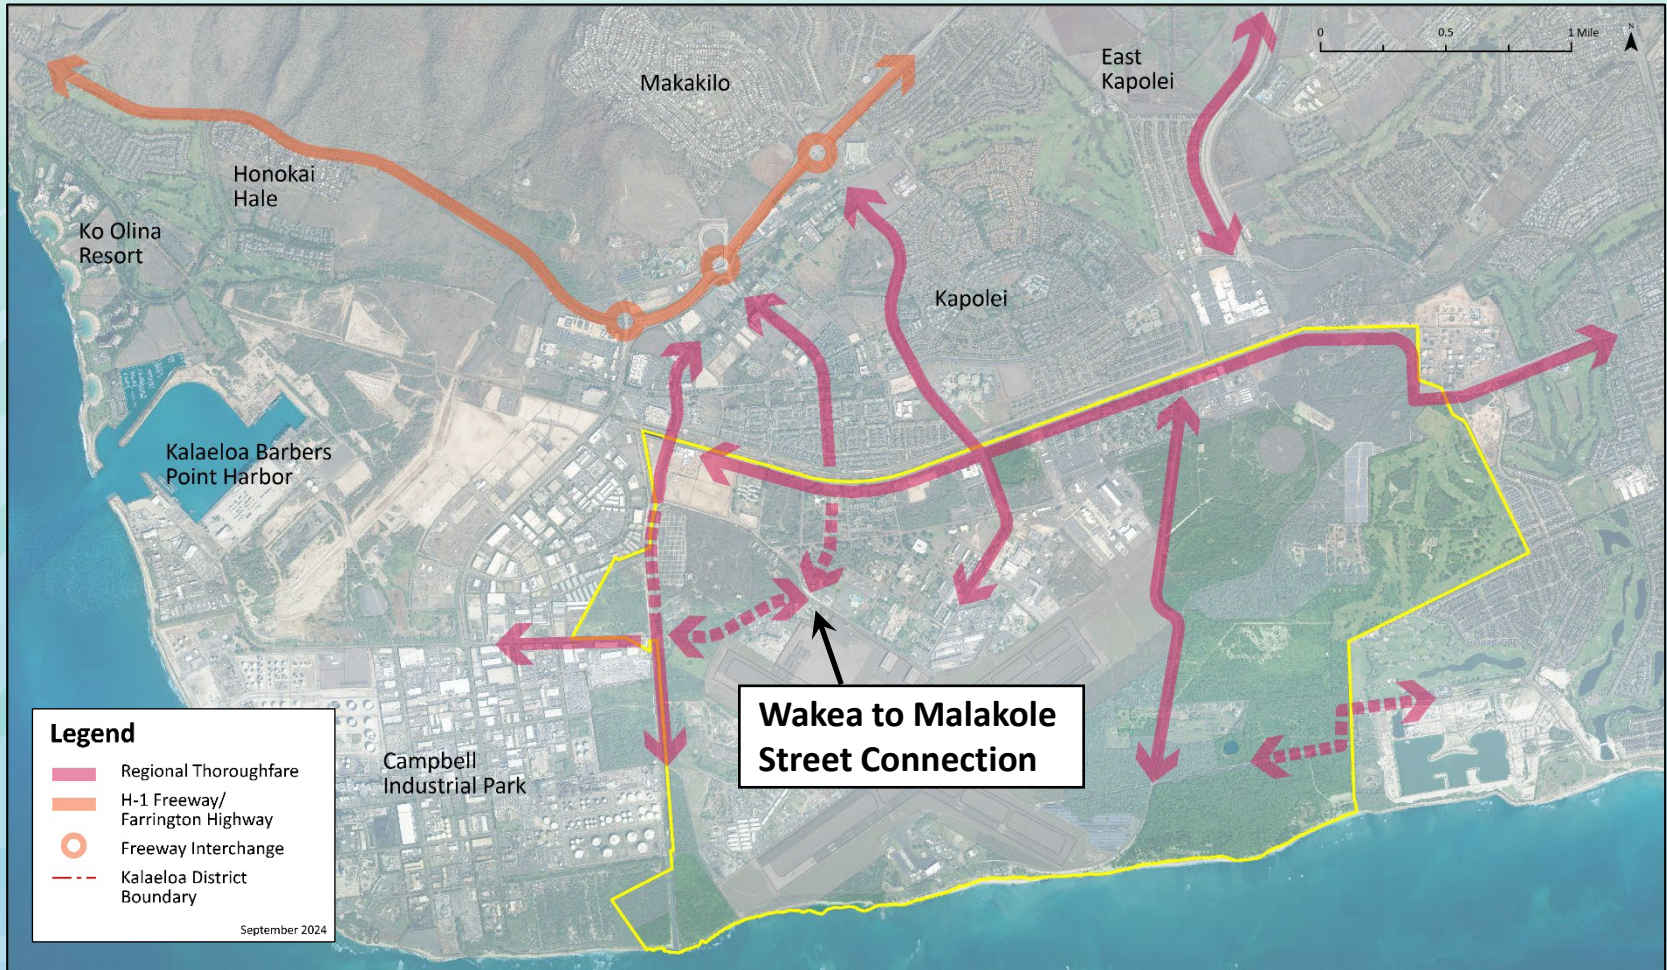 0 0.5 1 Mile
N
East
Kapolei
Makakilo
Honokai
Hale
Ko Olina
Resort
Kapolei
Kalaeloa Barbers
Point Harbor
Wakea to Malakole
Street Connection
Campbell
Industrial Park
Legend
Regional Thoroughfare
H-1 Freeway/
Farrington Highway
Freeway Interchange
Kalaeloa District
Boundary
September 2024